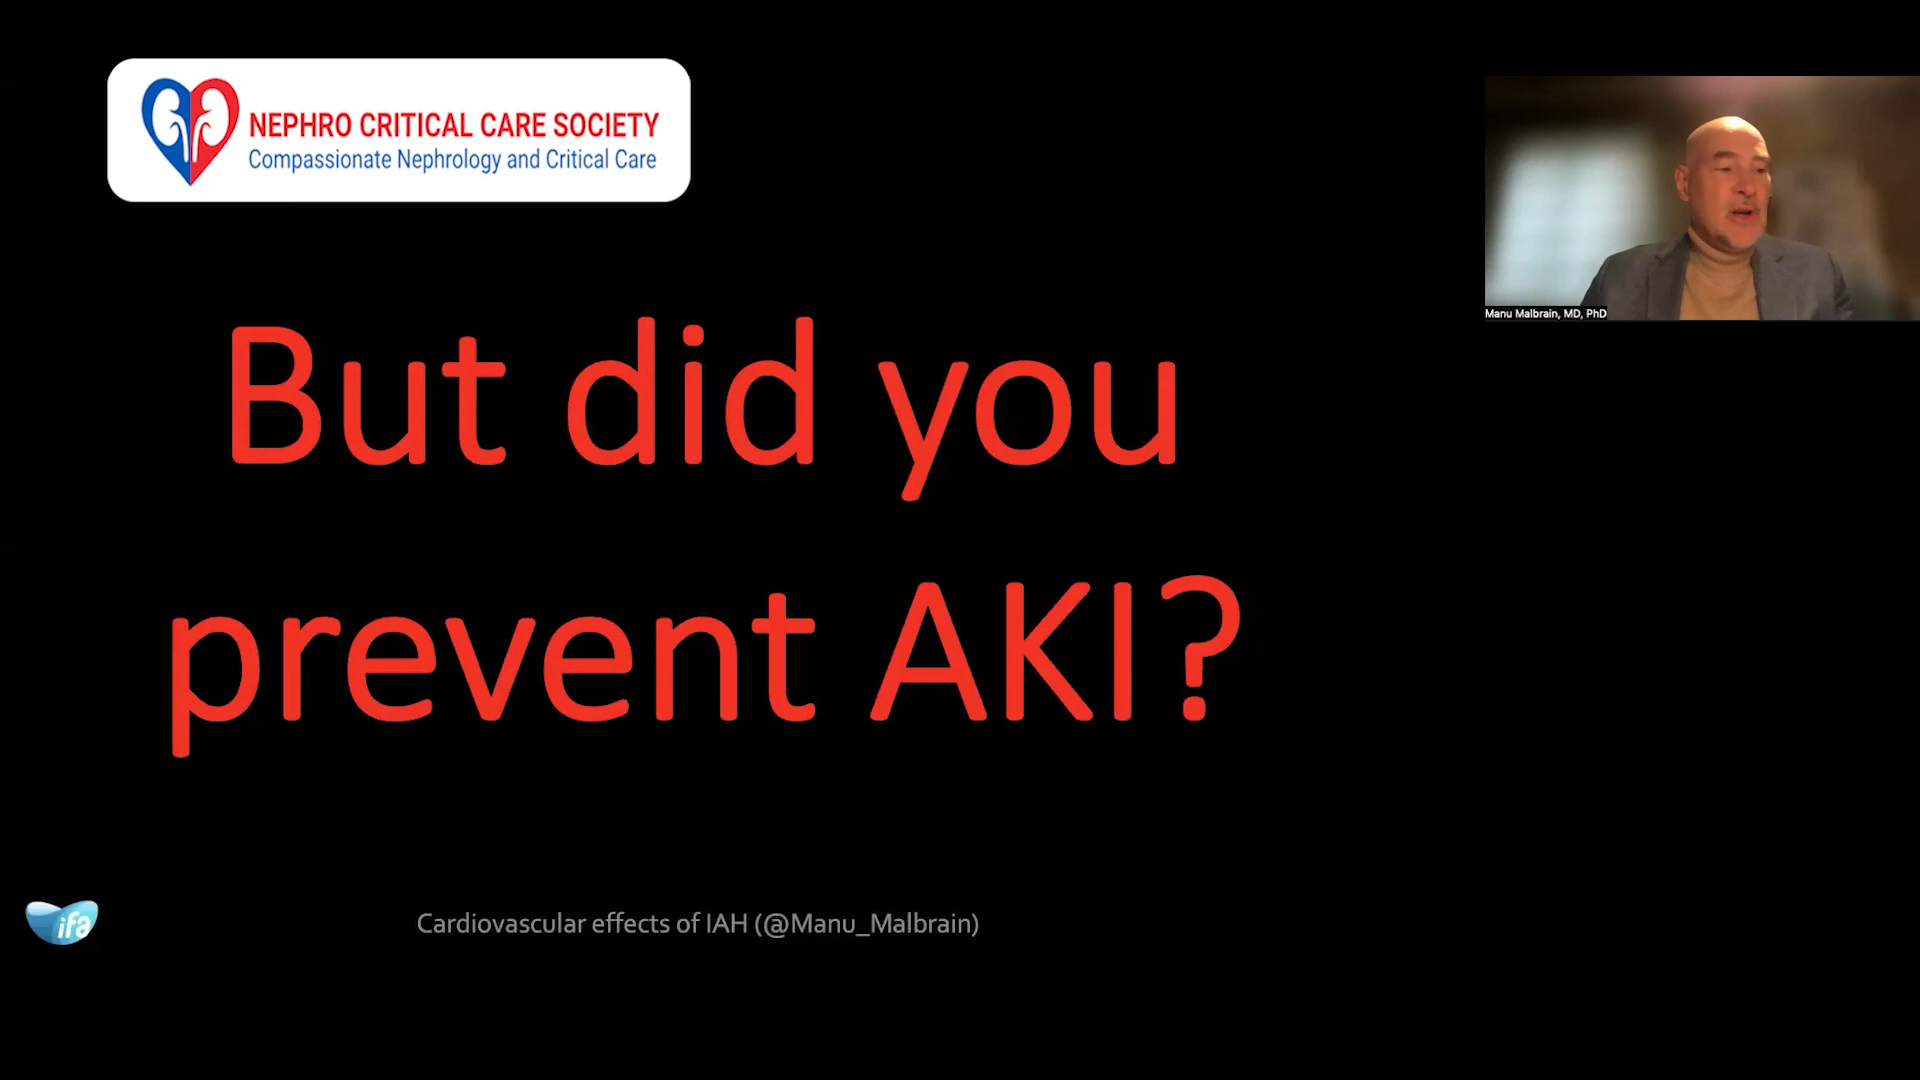 NEPHRO CRITICAL CARE SOCIETY
Compassionate Nephrology and Critical Care
Manu Malbrain, MD, PhD
But did you
prevent AKI?
ifa
Cardiovascular effects of IAH (@Manu_Malbrain)